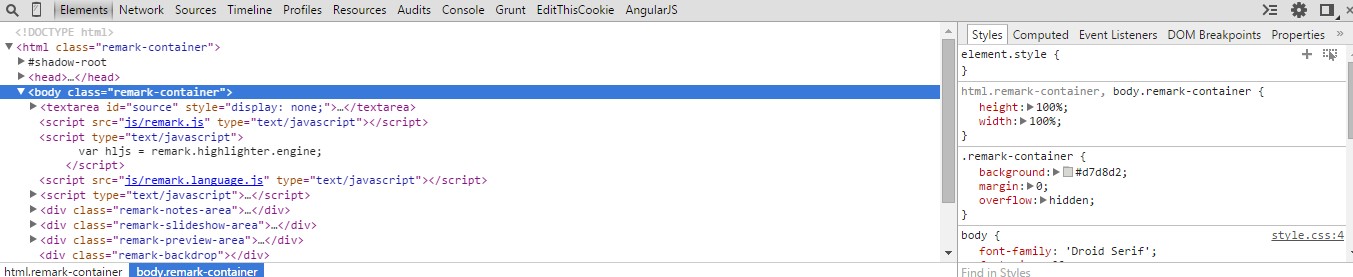 Elements Network Sources Timeline Profiles Resources Audits Console Grunt EditThisCookie AngularJS
<!DOCTYPE html>
▼<html class="remark-container">
▶#shadow-root
▶<head>…</head>
▼<body class="remark-container">
▶<textarea id="source" style="display: none;">…</textarea>
<script src="js/remark.js" type="text/javascript"></script>
<script type="text/javascript">
var hljs = remark.highlighter.engine;
</script>
<script src="js/remark.language.js" type="text/javascript"></script>
▶<script type="text/javascript">…</script>
▶<div class="remark-notes-area">…</div>
▶<div class="remark-slideshow-area">…</div>
▶<div class="remark-preview-area">…</div>
<div class="remark-backdrop"></div>
html.remark-container body.remark-container
Styles Computed Event Listeners DOM Breakpoints Properties »
element.style {
}
html.remark-container, body.remark-container {
height:▶100%;
width:▶100%;
}
.remark-container {
background:▶#d7d8d2;
margin:▶0;
overflow:▶hidden;
}
body { style.css:4
font-family: 'Droid Serif';
Find in Styles